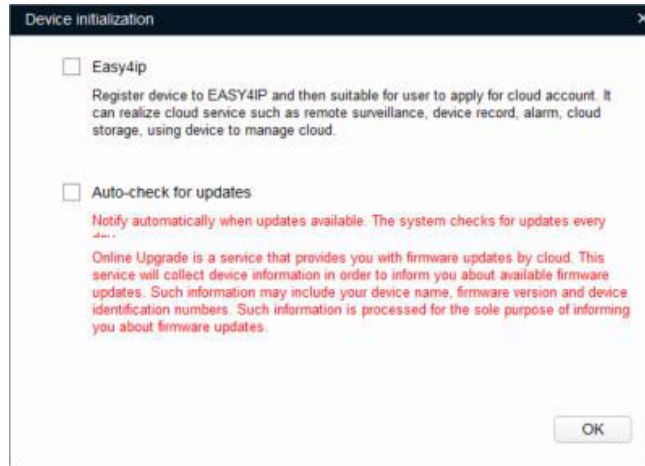 Device initialization
Easy4ip
Register device to EASY4IP and then suitable for user to apply for cloud account. It
can realize cloud service such as remote surveillance, device record, alarm, cloud
storage, using device to manage cloud.
Auto-check for updates
Notify automatically when updates available. The system checks for updates every
Online Upgrade is a service that provides you with firmware updates by cloud. This
service will collect device information in order to inform you about available firmware
updates. Such information may include your device name, firmware version and device
identification numbers. Such information is processed for the sole purpose of informing
you about firmware updates.
OK